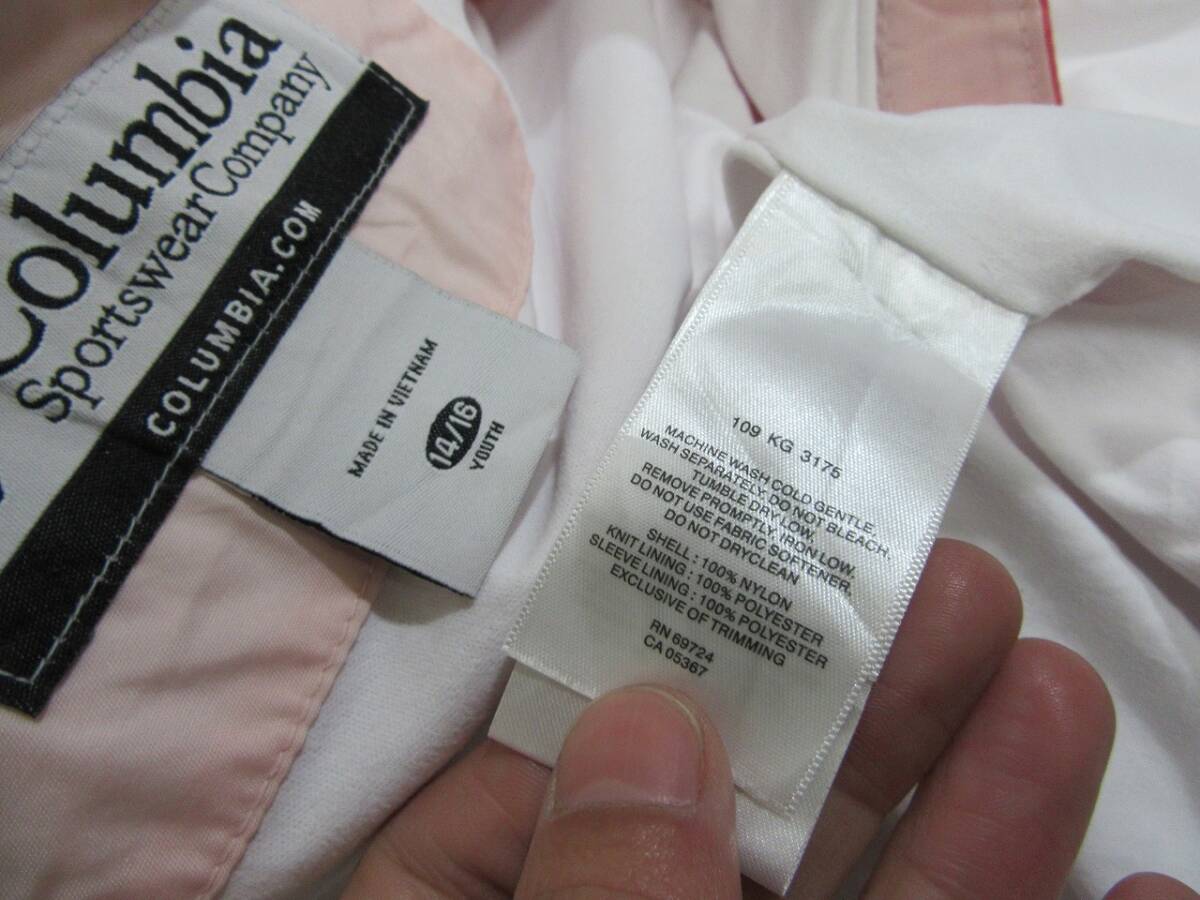 Columbia
Sportswear Company
COLUMBIA.COM
MADE IN VIETNAM
14/16
YOUTH
109 KG 3175
MACHINE WASH COLD GENTLE.
WASH SEPARATELY. DO NOT BLEACH.
TUMBLE DRY LOW.
REMOVE PROMPTLY. IRON LOW.
DO NOT USE FABRIC SOFTENER.
DO NOT DRYCLEAN
SHELL : 100% NYLON
KNIT LINING : 100% POLYESTER
SLEEVE LINING : 100% POLYESTER
EXCLUSIVE OF TRIMMING
RN 69724
CA 05367